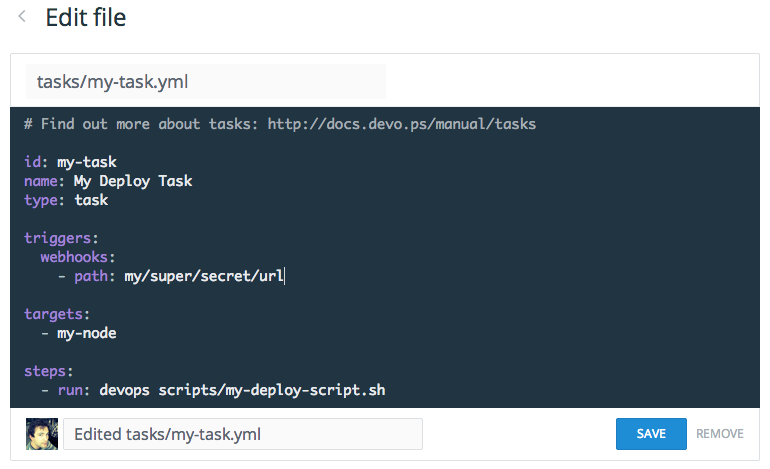 Edit file
tasks/my-task.yml
# Find out more about tasks: http://docs.devo.ps/manual/tasks
id: my-task
name: My Deploy Task
type: task
triggers:
  webhooks:
    - path: my/super/secret/url
targets:
  - my-node
steps:
  - run: devops scripts/my-deploy-script.sh
Edited tasks/my-task.yml
SAVE REMOVE